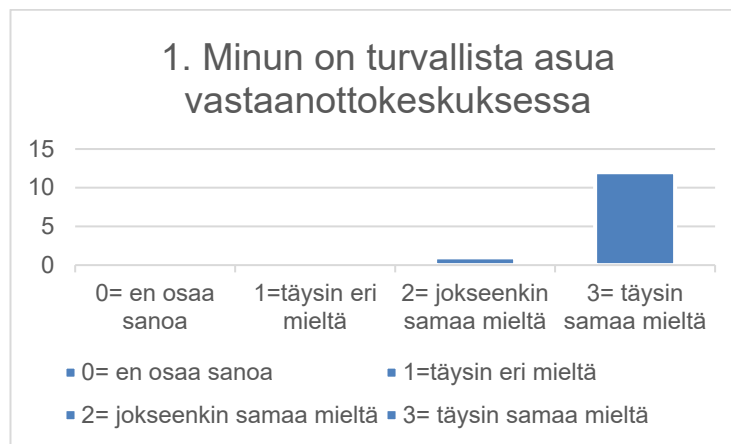 1. Minun on turvallista asua
vastaanottokeskuksessa
15
10
5
0
0= en osaa
sanoa
1=täysin eri
mieltä
2= jokseenkin
samaa mieltä
3= täysin
samaa mieltä
0= en osaa sanoa
1=täysin eri mieltä
2= jokseenkin samaa mieltä
3= täysin samaa mieltä